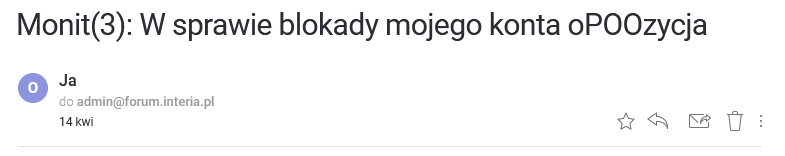 Monit(3): W sprawie blokady mojego konta oPOOzycja
O
Ja
do admin@forum.interia.pl
14 kwi